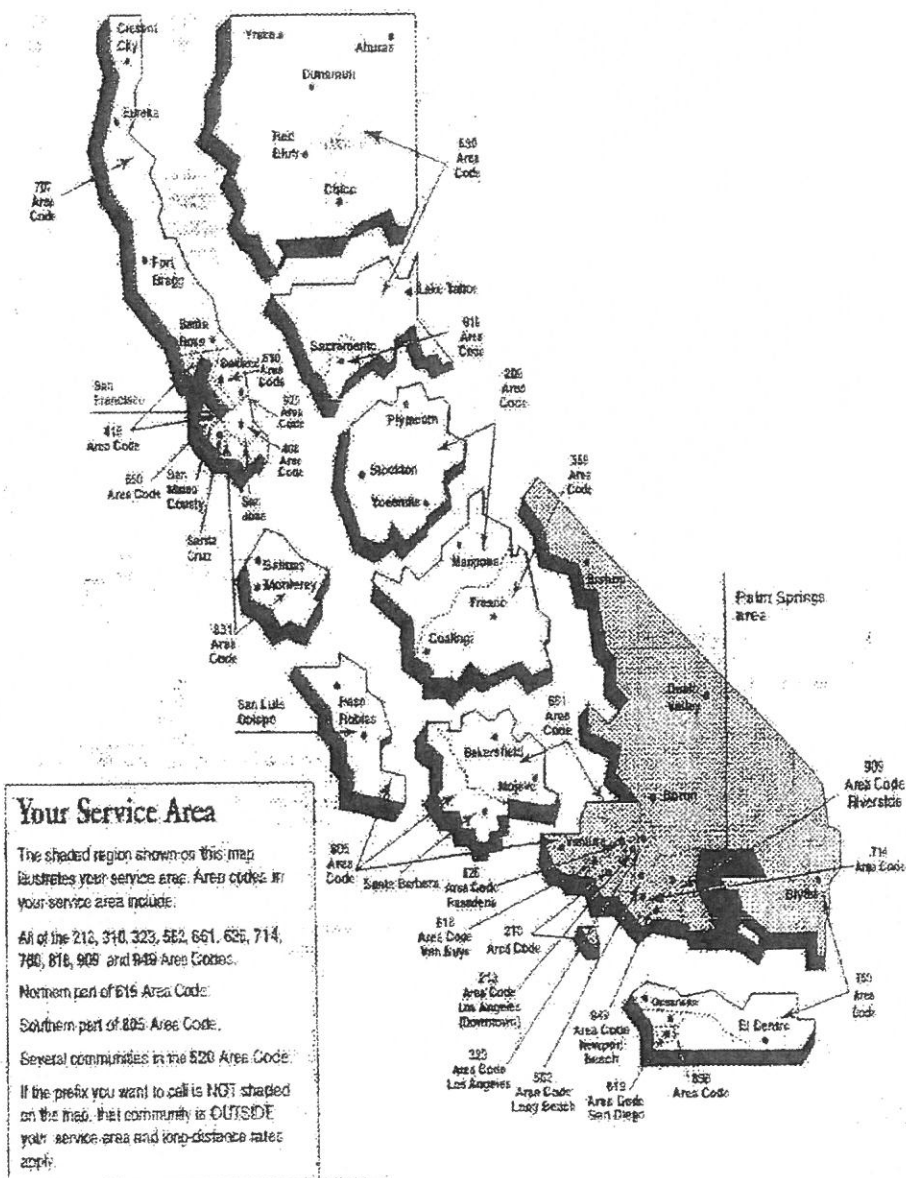 Crescent
City
Yreka
Alturas
Dunsmuir
Eureka
Red
Bluff
530
Area
Code
707
Area
Code
Chico
Fort
Bragg
Lake Tahoe
Santa
Rosa
916
Area
Code
Sacramento
510
Area
Code
San
Francisco
925
Area
Code
209
Area
Code
Plymouth
415
Area Code
408
Area
Code
650
Area Code
San
Mateo
County
San
Jose
Stockton
Yosemite
Area
Code
Santa
Cruz
Mariposa
Bishop
Salinas
Monterey
Fresno
Palm Springs
area
Coalinga
831
Area
Code
Death
Valley
San Luis
Obispo
Paso
Robles
661
Area
Code
Bakersfield
Mojave
Boron
909
Area Code
Riverside
805
Area
Code
Santa Barbara
Ventura
714
Area Code
Blythe
626
Area Code
Pasadena
818
Area Code
Van Nuys
310
Area Code
213
Area Code
Los Angeles
(Downtown)
949
Area Code
Newport
Beach
Oceanside
El Centro
760
Area
Code
323
Area Code
Los Angeles
562
Area Code
Long Beach
619
Area Code
San Diego
858
Area Code
Your Service Area
The shaded region shown on this map
illustrates your service area. Area codes in
your service area include:
All of the 213, 310, 323, 562, 661, 626, 714,
760, 818, 909 and 949 Area Codes.
Northern part of 619 Area Code.
Southern part of 805 Area Code.
Several communities in the 520 Area Code.
If the prefix you want to call is NOT shaded
on the map, that community is OUTSIDE
your service area and long-distance rates
apply.